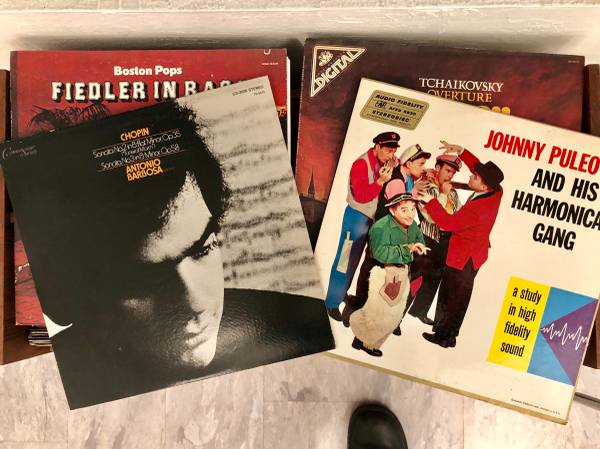 Boston Pops
FIEDLER IN RAG
TCHAIKOVSKY
OVERTURE
DIGITAL
CHOPIN
Sonata No. 2 in B-flat Minor, Op. 35
Sonata No. 3 in B Minor, Op. 58
ANTONIO
BARBOSA
AUDIO FIDELITY
STEREODISC
JOHNNY PULEO
AND HIS
HARMONICA
GANG
a study
in high
fidelity
sound